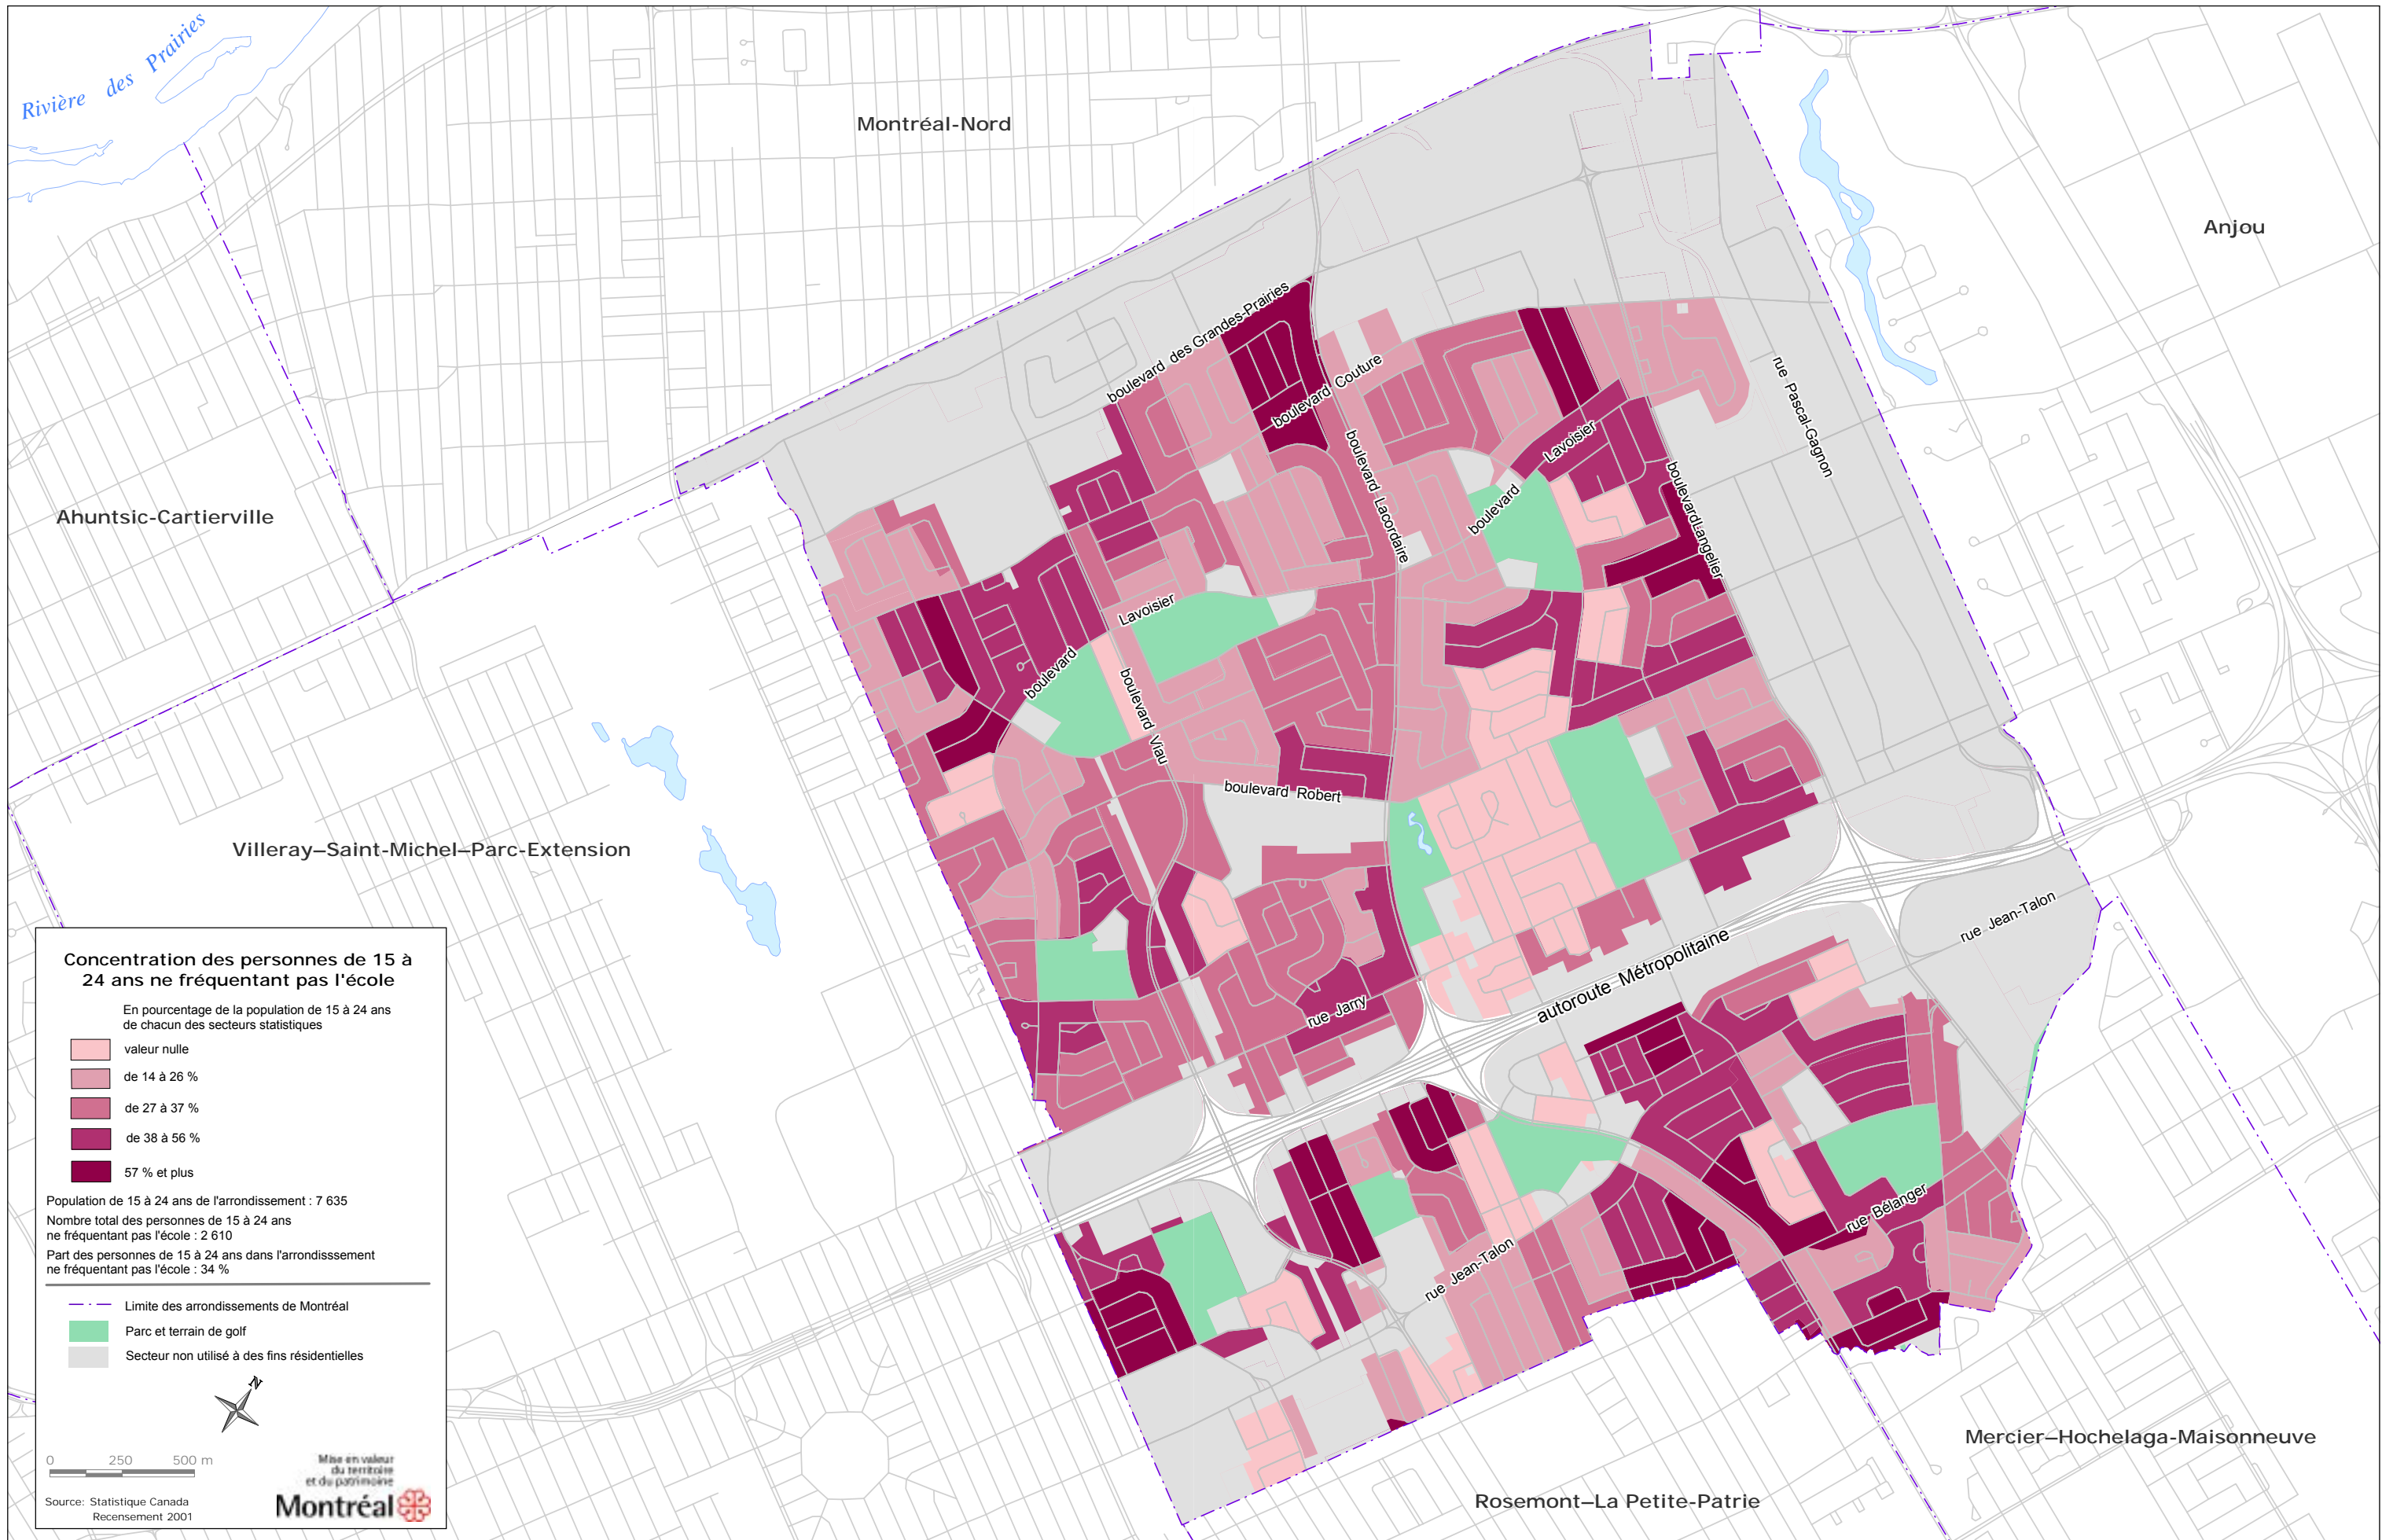 Rivière des Prairies
Montréal-Nord
Anjou
Ahuntsic-Cartierville
Villeray–Saint-Michel–Parc-Extension
Mercier–Hochelaga-Maisonneuve
Rosemont–La Petite-Patrie
boulevard des Grandes-Prairies
boulevard Couture
boulevard Lacordaire
boulevard Lavoisier
boulevard Langelier
rue Pascal-Gagnon
boulevard Lavoisier
boulevard Viau
boulevard Robert
rue Jarry
autoroute Métropolitaine
rue Jean-Talon
rue Jean-Talon
rue Bélanger
Concentration des personnes de 15 à
24 ans ne fréquentant pas l'école
En pourcentage de la population de 15 à 24 ans
de chacun des secteurs statistiques
valeur nulle
de 14 à 26 %
de 27 à 37 %
de 38 à 56 %
57 % et plus
Population de 15 à 24 ans de l'arrondissement : 7 635
Nombre total des personnes de 15 à 24 ans
ne fréquentant pas l'école : 2 610
Part des personnes de 15 à 24 ans dans l'arrondisssement
ne fréquentant pas l'école : 34 %
Limite des arrondissements de Montréal
Parc et terrain de golf
Secteur non utilisé à des fins résidentielles
N
0 250 500 m
Mise en valeur
du territoire
et du patrimoine
Montréal
Source: Statistique Canada
Recensement 2001